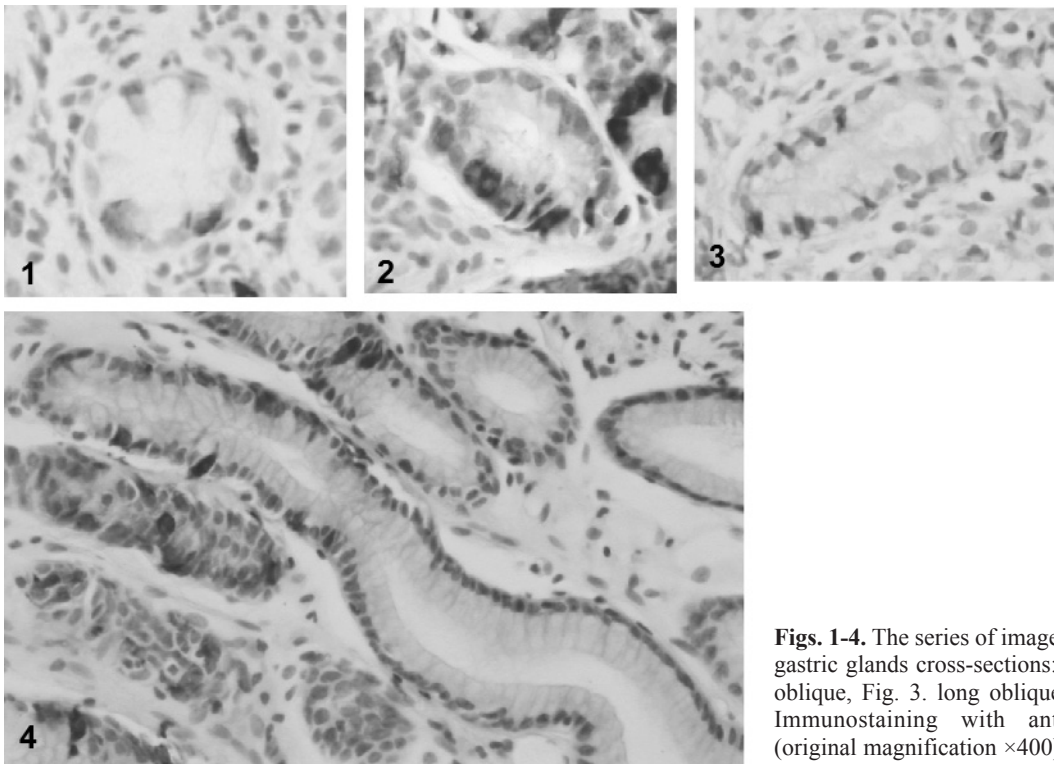 1
2
3
4
Figs. 1-4. The series of image
gastric glands cross-sections:
oblique, Fig. 3. long oblique
Immunostaining with ant
(original magnification ×400)